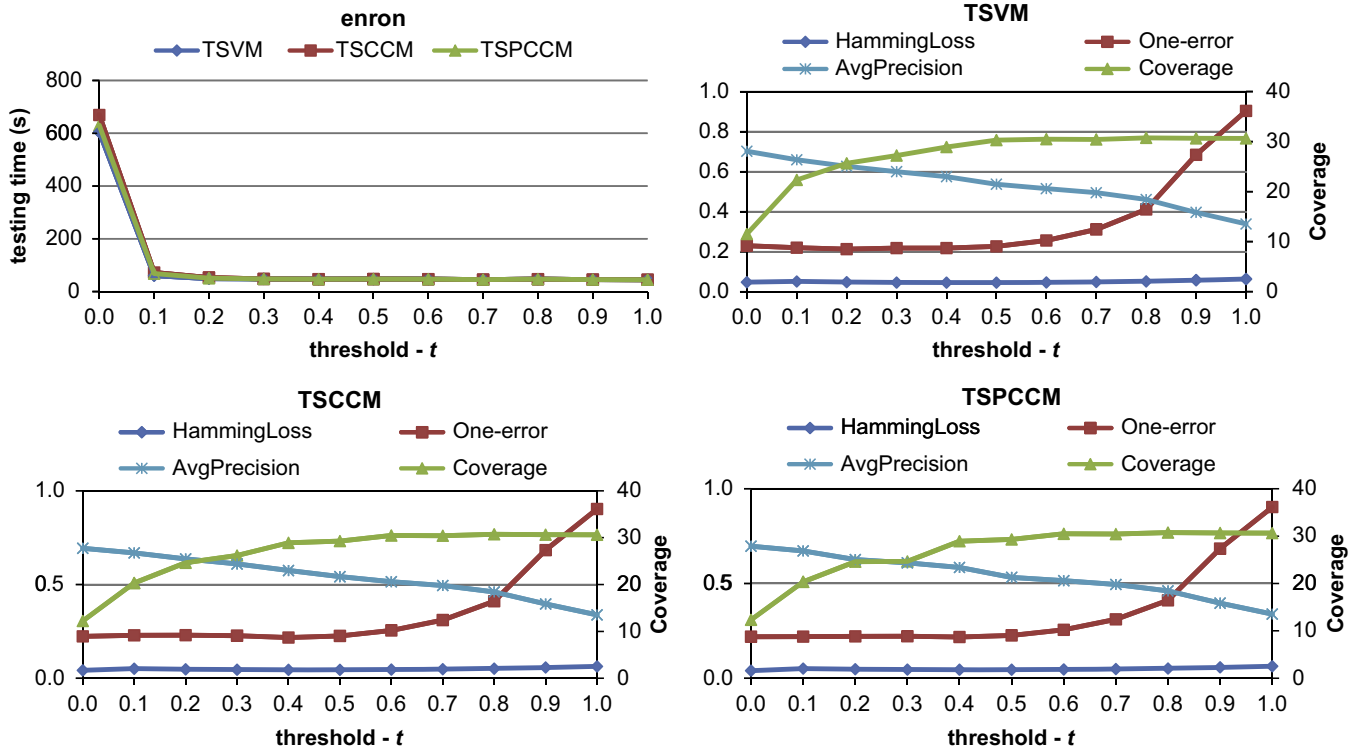 enron
TSVM TSCCM TSPCCM
testing time (s)
800
600
400
200
0
0.0 0.1 0.2 0.3 0.4 0.5 0.6 0.7 0.8 0.9 1.0
threshold - t
TSVM
HammingLoss One-error
AvgPrecision Coverage
1.0
0.8
0.6
0.4
0.2
0.0
40
30
20
10
0
Coverage
0.0 0.1 0.2 0.3 0.4 0.5 0.6 0.7 0.8 0.9 1.0
threshold - t
TSCCM
HammingLoss One-error
AvgPrecision Coverage
1.0
0.5
0.0
40
30
20
10
0
Coverage
0.0 0.1 0.2 0.3 0.4 0.5 0.6 0.7 0.8 0.9 1.0
threshold - t
TSPCCM
HammingLoss One-error
AvgPrecision Coverage
1.0
0.5
0.0
40
30
20
10
0
Coverage
0.0 0.1 0.2 0.3 0.4 0.5 0.6 0.7 0.8 0.9 1.0
threshold - t